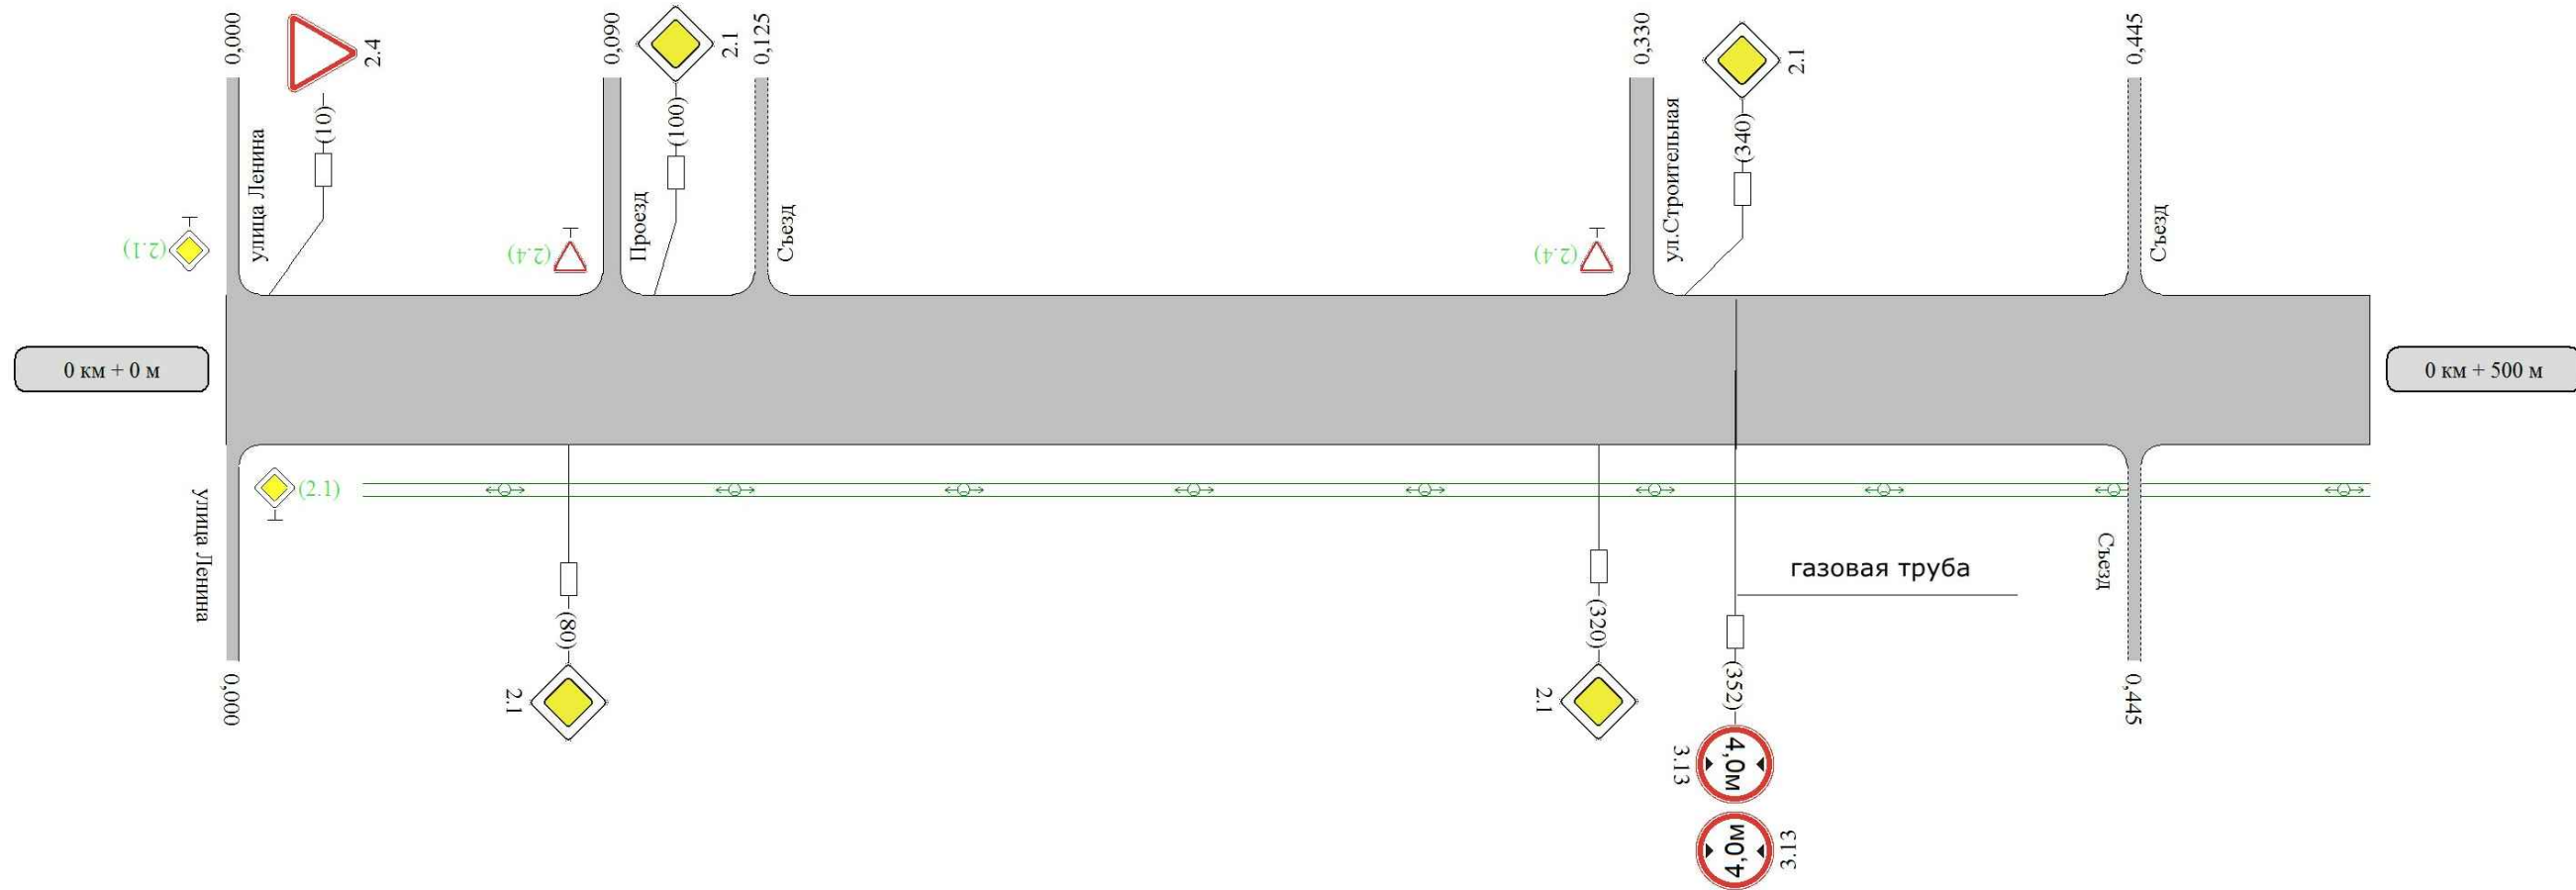 0,000
2.4
0,090
2.1
0,125
0,330
2.1
0,445
(10)
(100)
(340)
улица Ленина
Проезд
Съезд
ул.Строительная
Съезд
(2.1)
(2.4)
(2.4)
0 км + 0 м
0 км + 500 м
(2.1)
улица Ленина
газовая труба
Съезд
(80)
(320)
(352)
0,000
2.1
2.1
0,445
3.13
4,0м
4,0м
3.13